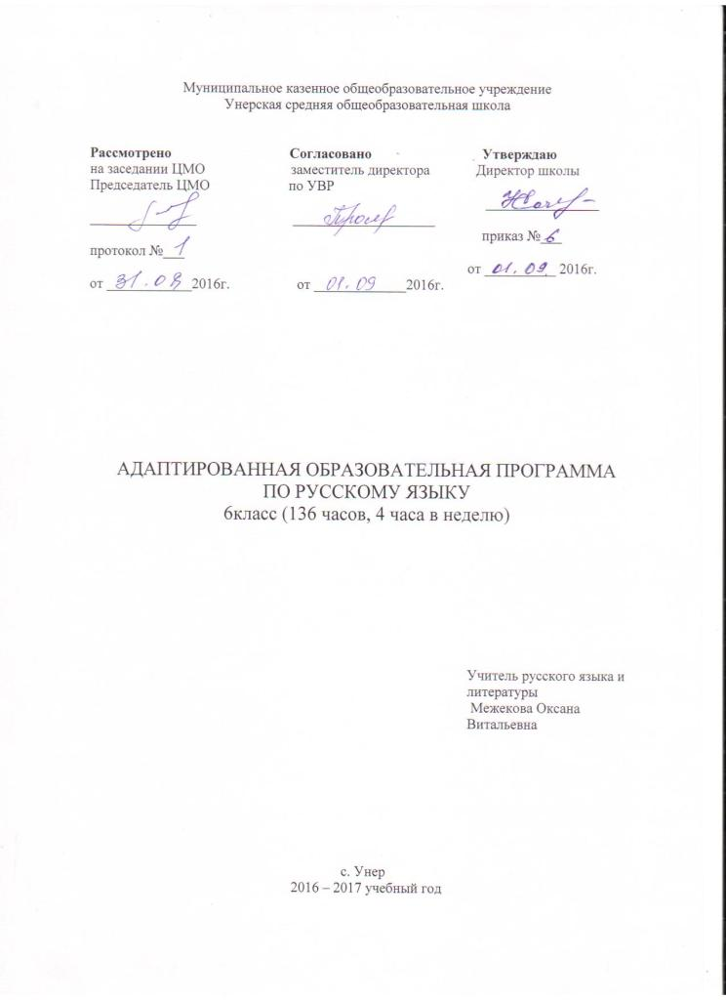 Муниципальное казенное общеобразовательное учреждение
Унерская средняя общеобразовательная школа
Рассмотрено
на заседании ЦМО
Председатель ЦМО
протокол № 1
от 31.08 2016г.
Согласовано
заместитель директора
по УВР
от 01.09 2016г.
Утверждаю
Директор школы
приказ № 6
от 01.09. 2016г.
АДАПТИРОВАННАЯ ОБРАЗОВАТЕЛЬНАЯ ПРОГРАММА
ПО РУССКОМУ ЯЗЫКУ
6класс (136 часов, 4 часа в неделю)
Учитель русского языка и
литературы
Межекова Оксана
Витальевна
с. Унер
2016 – 2017 учебный год